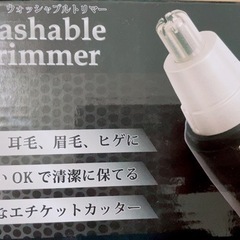 ウォッシャブルトリマー
ashable
rimmer
耳毛、眉毛、ヒゲに
いOKで清潔に保てる
なエチケットカッター